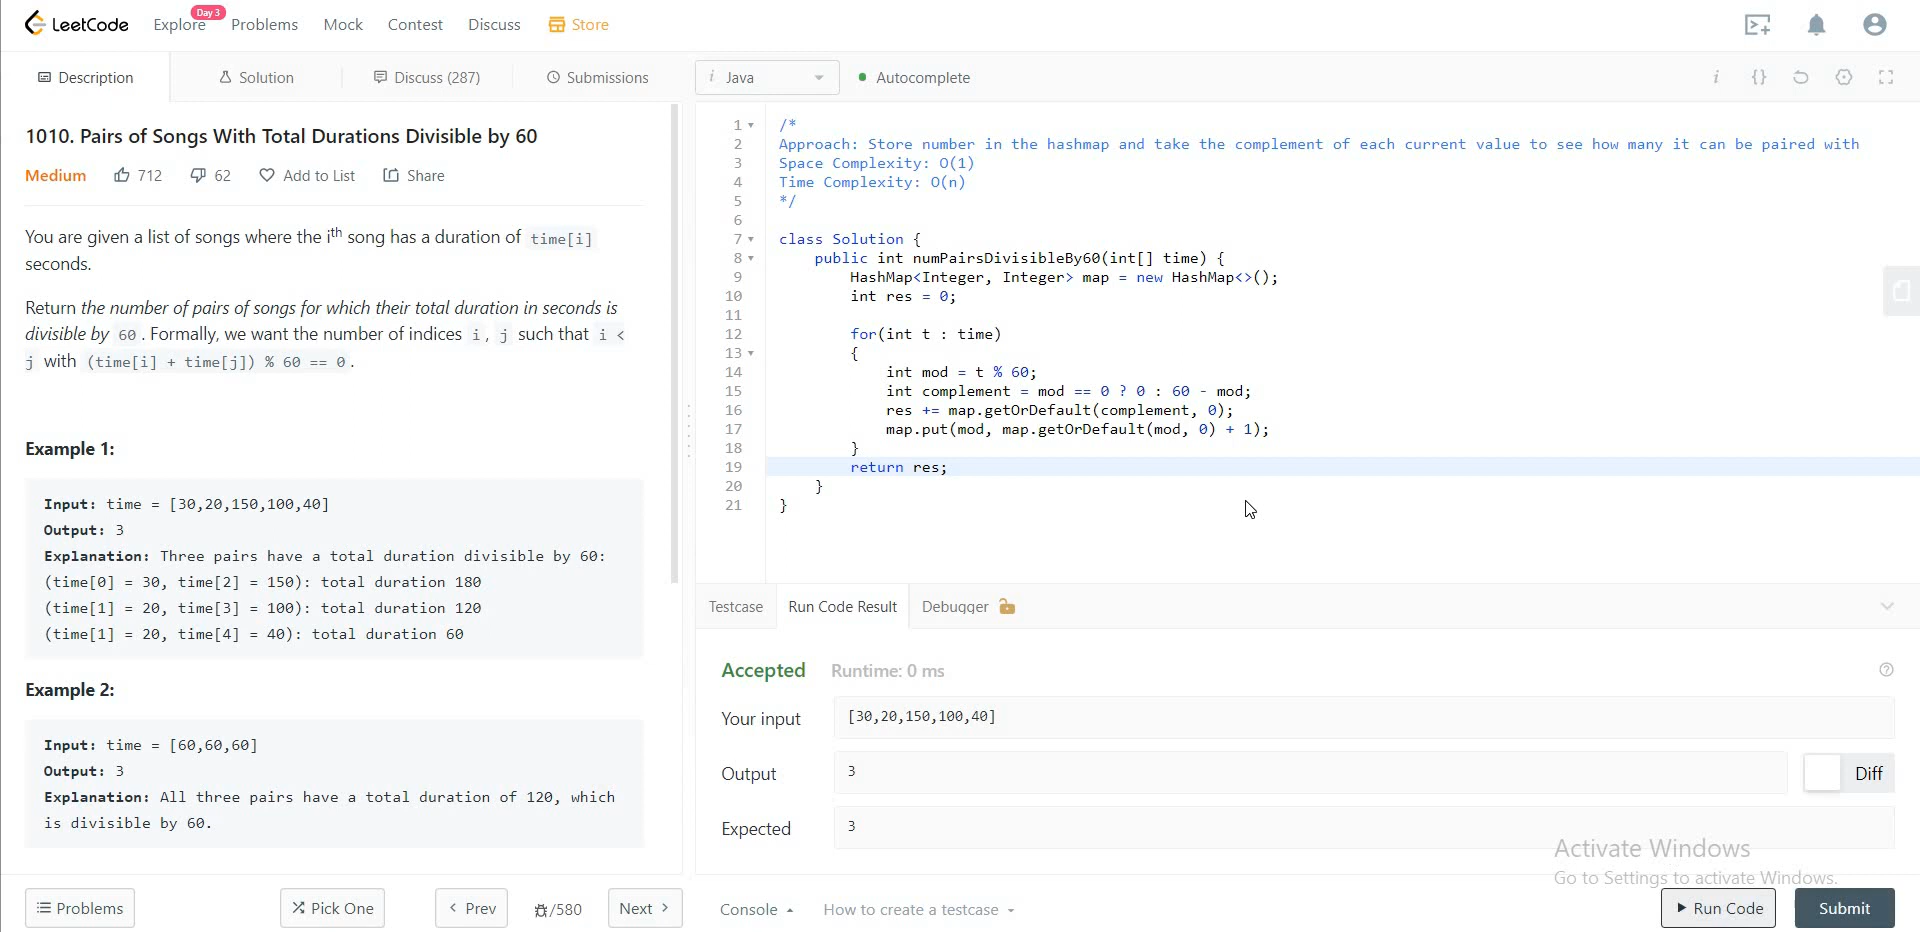 LeetCode Explore Day 3 Problems Mock Contest Discuss Store
Description Solution Discuss (287) Submissions i Java Autocomplete i {}
1010. Pairs of Songs With Total Durations Divisible by 60
Medium 712 62 Add to List Share
You are given a list of songs where the ith song has a duration of time[i]
seconds.
Return the number of pairs of songs for which their total duration in seconds is
divisible by 60. Formally, we want the number of indices i, j such that i <
j with (time[i] + time[j]) % 60 == 0.
Example 1:
Input: time = [30,20,150,100,40]
Output: 3
Explanation: Three pairs have a total duration divisible by 60:
(time[0] = 30, time[2] = 150): total duration 180
(time[1] = 20, time[3] = 100): total duration 120
(time[1] = 20, time[4] = 40): total duration 60
Example 2:
Input: time = [60,60,60]
Output: 3
Explanation: All three pairs have a total duration of 120, which
is divisible by 60.
Problems Pick One < Prev /580 Next >
1 /*
2 Approach: Store number in the hashmap and take the complement of each current value to see how many it can be paired with
3 Space Complexity: O(1)
4 Time Complexity: O(n)
5 */
6
7 class Solution {
8 public int numPairsDivisibleBy60(int[] time) {
9 HashMap<Integer, Integer> map = new HashMap<>();
10 int res = 0;
11
12 for(int t : time)
13 {
14 int mod = t % 60;
15 int complement = mod == 0 ? 0 : 60 - mod;
16 res += map.getOrDefault(complement, 0);
17 map.put(mod, map.getOrDefault(mod, 0) + 1);
18 }
19 return res;
20 }
21 }
Testcase Run Code Result Debugger
Accepted Runtime: 0 ms
Your input [30,20,150,100,40]
Output 3 Diff
Expected 3
Activate Windows
Go to Settings to activate Windows.
Console How to create a testcase Run Code Submit